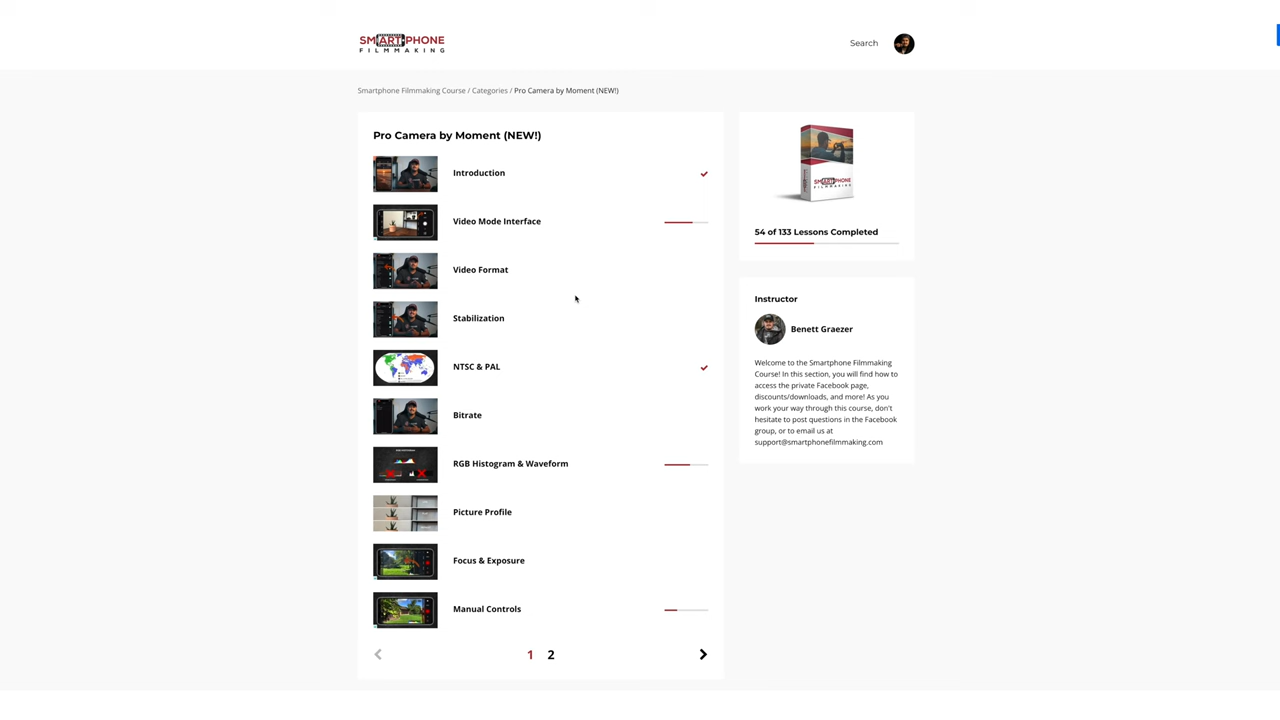 SMARTPHONE
FILMMAKING
Search
Smartphone Filmmaking Course / Categories / Pro Camera by Moment (NEW!)
Pro Camera by Moment (NEW!)
Introduction
Video Mode Interface
Video Format
Stabilization
NTSC & PAL
Bitrate
RGB Histogram & Waveform
Picture Profile
Focus & Exposure
Manual Controls
1 2
SMARTPHONE
FILMMAKING
54 of 133 Lessons Completed
Instructor
Benett Graezer
Welcome to the Smartphone Filmmaking
Course! In this section, you will find how to
access the private Facebook page,
discounts/downloads, and more! As you
work your way through this course, don't
hesitate to post questions in the Facebook
group, or to email us at
support@smartphonefilmmaking.com